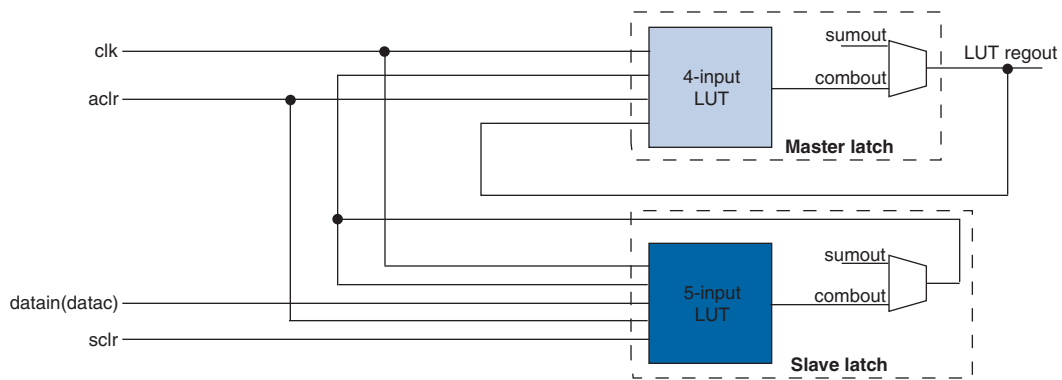 clk
aclr
4-input
LUT
sumout
combout
LUT regout
Master latch
datain(datac)
sclr
5-input
LUT
sumout
combout
Slave latch